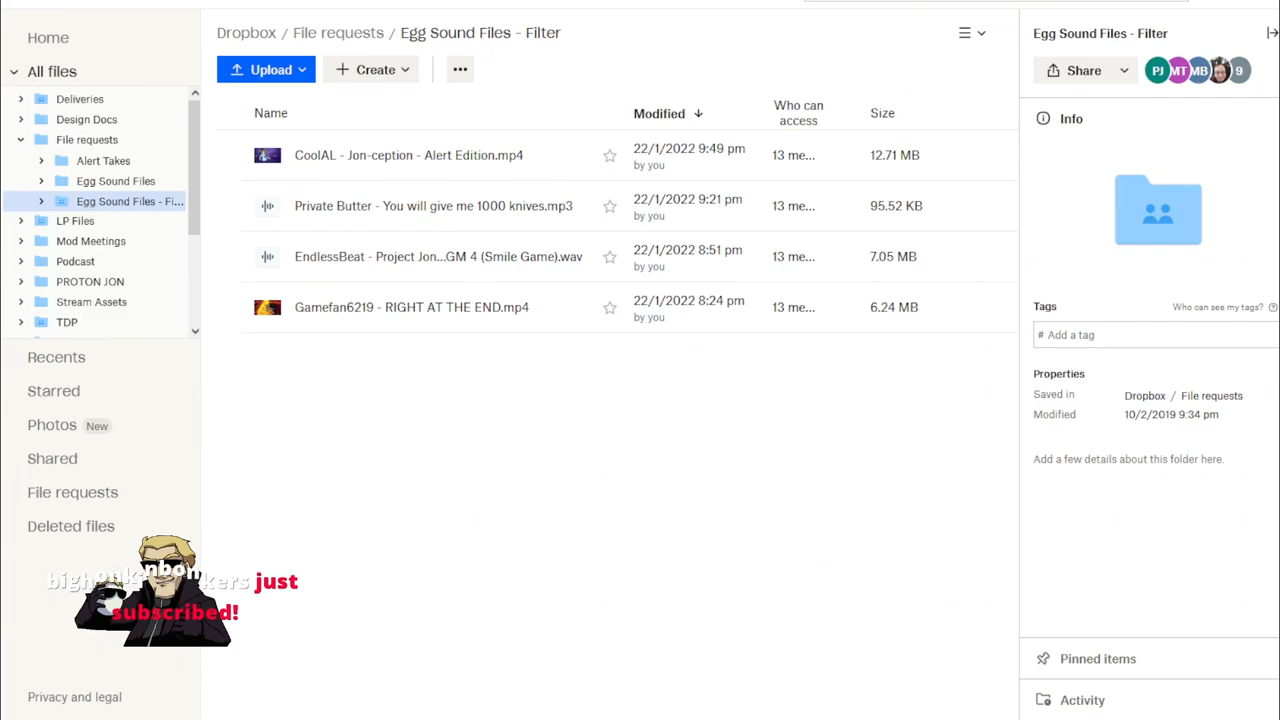 Home
All files
Deliveries
Design Docs
File requests
Alert Takes
Egg Sound Files
Egg Sound Files - Fi...
LP Files
Mod Meetings
Podcast
PROTON JON
Stream Assets
TDP
Recents
Starred
Photos New
Shared
File requests
Deleted files
bighonkinbonkers just
subscribed!
Privacy and legal
Dropbox / File requests / Egg Sound Files - Filter
Upload
Create
Name Modified Who can access Size
CoolAL - Jon-ception - Alert Edition.mp4 22/1/2022 9:49 pm 13 me... 12.71 MB
by you
Private Butter - You will give me 1000 knives.mp3 22/1/2022 9:21 pm 13 me... 95.52 KB
by you
EndlessBeat - Project Jon...GM 4 (Smile Game).wav 22/1/2022 8:51 pm 13 me... 7.05 MB
by you
Gamefan6219 - RIGHT AT THE END.mp4 22/1/2022 8:24 pm 13 me... 6.24 MB
by you
Egg Sound Files - Filter
Share PJ MT MB 9
Info
Tags Who can see my tags?
# Add a tag
Properties
Saved in Dropbox / File requests
Modified 10/2/2019 9:34 pm
Add a few details about this folder here.
Pinned items
Activity